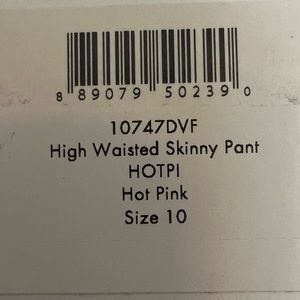 8 89079 50239 0
10747DVF
High Waisted Skinny Pant
HOTPI
Hot Pink
Size 10